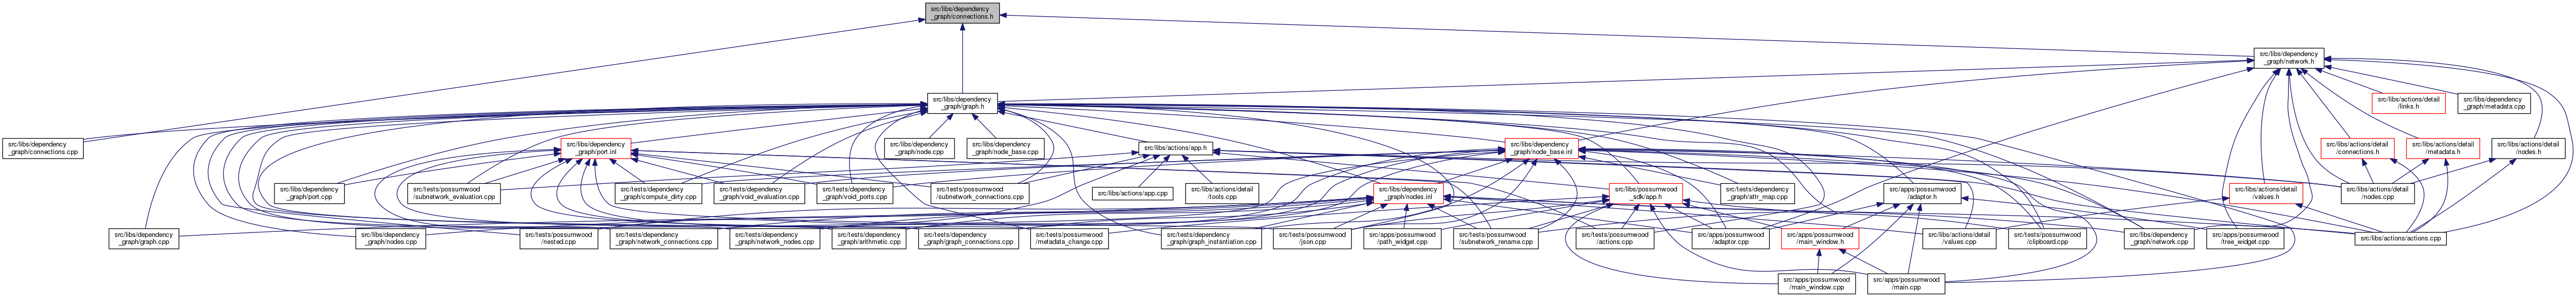 src/libs/dependency
_graph/connections.h
src/libs/dependency
_graph/network.h
src/libs/dependency
_graph/graph.h
src/libs/actions/detail
/links.h
src/libs/dependency
_graph/metadata.cpp
src/libs/dependency
_graph/connections.cpp
src/libs/dependency
_graph/port.inl
src/libs/dependency
_graph/node.cpp
src/libs/dependency
_graph/node_base.cpp
src/libs/actions/app.h
src/libs/dependency
_graph/node_base.inl
src/libs/actions/detail
/connections.h
src/libs/actions/detail
/metadata.h
src/libs/actions/detail
/nodes.h
src/libs/dependency
_graph/port.cpp
src/tests/possumwood
/subnetwork_evaluation.cpp
src/tests/dependency
_graph/compute_dirty.cpp
src/tests/dependency
_graph/void_evaluation.cpp
src/tests/dependency
_graph/void_ports.cpp
src/tests/possumwood
/subnetwork_connections.cpp
src/libs/actions/app.cpp
src/libs/actions/detail
/tools.cpp
src/libs/dependency
_graph/nodes.inl
src/libs/possumwood
_sdk/app.h
src/tests/dependency
_graph/attr_map.cpp
src/apps/possumwood
/adaptor.h
src/libs/actions/detail
/values.h
src/libs/actions/detail
/nodes.cpp
src/libs/dependency
_graph/graph.cpp
src/libs/dependency
_graph/nodes.cpp
src/tests/possumwood
/nested.cpp
src/tests/dependency
_graph/network_connections.cpp
src/tests/dependency
_graph/network_nodes.cpp
src/tests/dependency
_graph/arithmetic.cpp
src/tests/dependency
_graph/graph_connections.cpp
src/tests/possumwood
/metadata_change.cpp
src/tests/dependency
_graph/graph_instantiation.cpp
src/tests/possumwood
/json.cpp
src/apps/possumwood
/path_widget.cpp
src/tests/possumwood
/subnetwork_rename.cpp
src/tests/possumwood
/actions.cpp
src/apps/possumwood
/adaptor.cpp
src/apps/possumwood
/main_window.h
src/libs/actions/detail
/values.cpp
src/tests/possumwood
/clipboard.cpp
src/libs/dependency
_graph/network.cpp
src/apps/possumwood
/tree_widget.cpp
src/libs/actions/actions.cpp
src/apps/possumwood
/main_window.cpp
src/apps/possumwood
/main.cpp